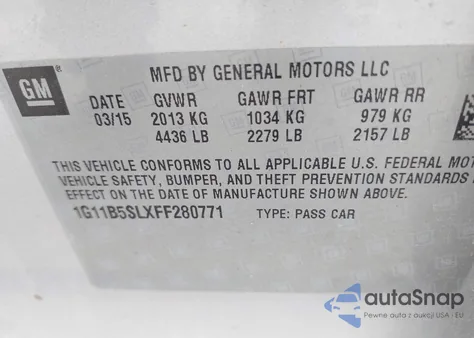 GM ®
MFD BY GENERAL MOTORS LLC
DATE GVWR GAWR FRT GAWR RR
03/15 2013 KG 1034 KG 979 KG
4436 LB 2279 LB 2157 LB
THIS VEHICLE CONFORMS TO ALL APPLICABLE U.S. FEDERAL MOT
VEHICLE SAFETY, BUMPER, AND THEFT PREVENTION STANDARDS
EFFECT ON THE DATE OF MANUFACTURE SHOWN ABOVE.
1G11B5SLXFF280771 TYPE: PASS CAR
autoSnap
Pewne auta z aukcji USA - EU